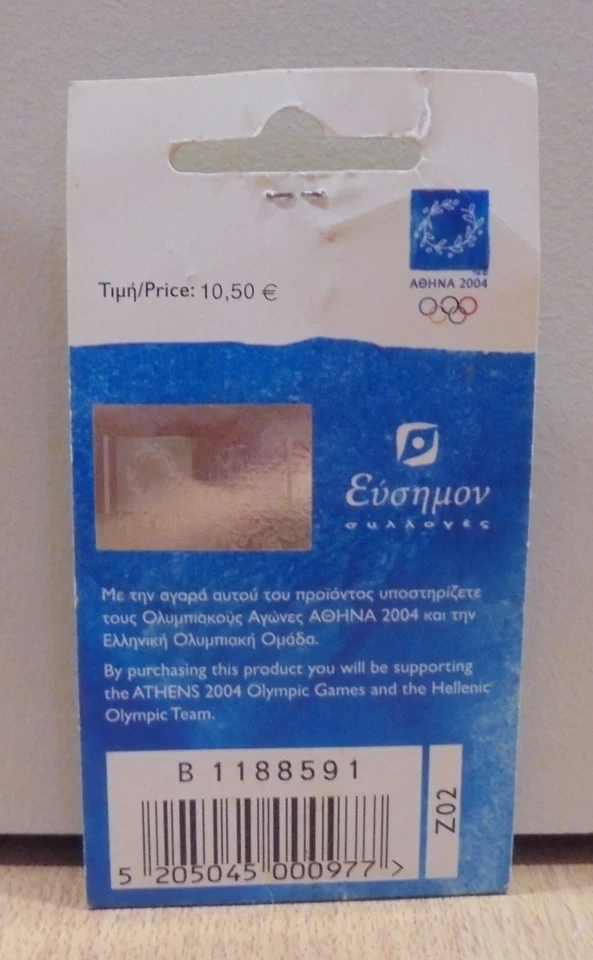 ΑΘΗΝΑ 2004
Τιμή/Price: 10,50 €
Εύσημον
συλλογές
Με την αγορά αυτού του προϊόντος υποστηρίζετε
τους Ολυμπιακούς Αγώνες ΑΘΗΝΑ 2004 και την
Ελληνική Ολυμπιακή Ομάδα.
By purchasing this product you will be supporting
the ATHENS 2004 Olympic Games and the Hellenic
Olympic Team.
B 1188591
Z02
5 205045 000977 >